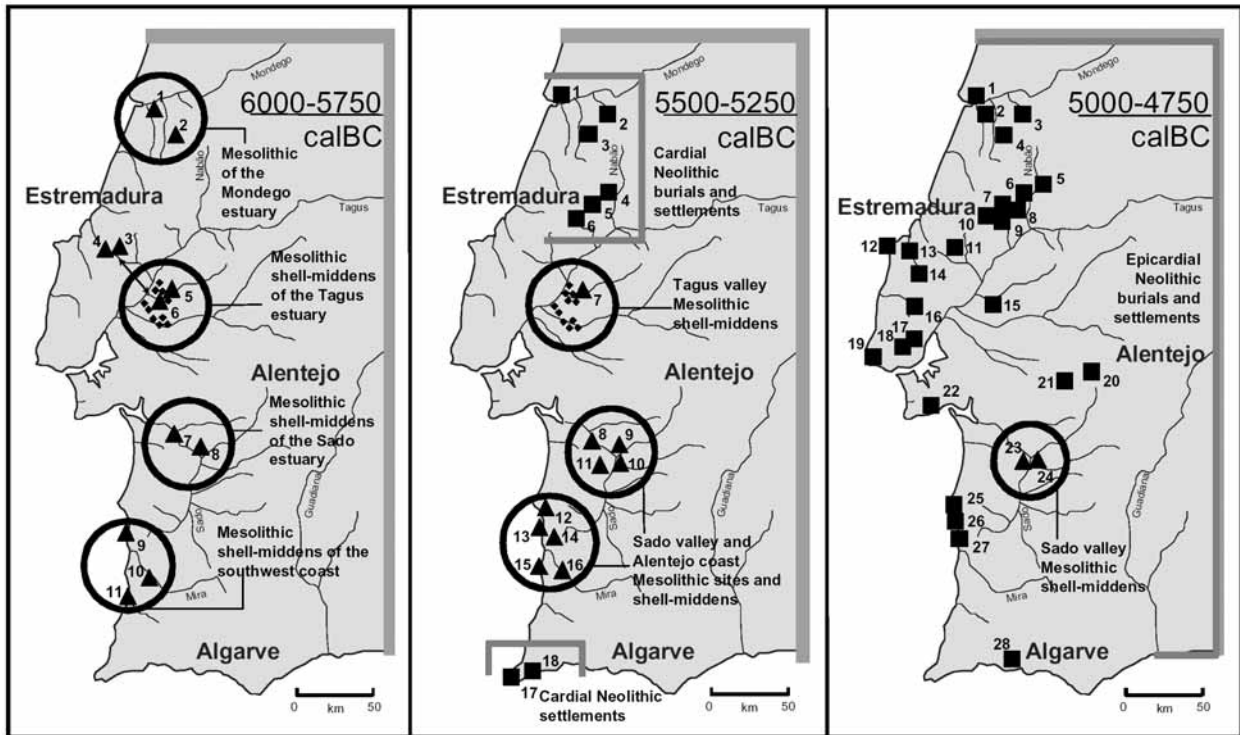 Mondego
6000-5750
calBC
1
2
Mesolithic
of the
Mondego
estuary
Nabão
Estremadura
Tagus
4
3
5
6
Mesolithic
shell-middens
of the Tagus
estuary
Alentejo
Mesolithic
shell-middens
of the Sado
estuary
7
8
Guadiana
Sado
Mesolithic
shell-middens of the
southwest coast
9
10
11
Mira
Algarve
0 50
km
Mondego
5500-5250
calBC
1
2
3
Nabão
Cardial
Neolithic
burials and
settlements
Estremadura
4
5
6
Tagus
7
Tagus valley
Mesolithic
shell-middens
Alentejo
8
9
10
11
Guadiana
Sado
12
13
14
15
16
Sado valley and
Alentejo coast
Mesolithic sites and
shell-middens
Mira
Algarve
18
17
Cardial Neolithic
settlements
0 50
km
Mondego
5000-4750
calBC
1
2
3
4
Nabão
5
6
7
8
Estremadura
Tagus
9
10
11
12
13
14
Epicardial
Neolithic
burials and
settlements
15
16
17
18
19
Alentejo
20
21
22
23
24
Guadiana
25
26
27
Sado
Sado valley
Mesolithic
shell-middens
Mira
28
Algarve
0 50
km